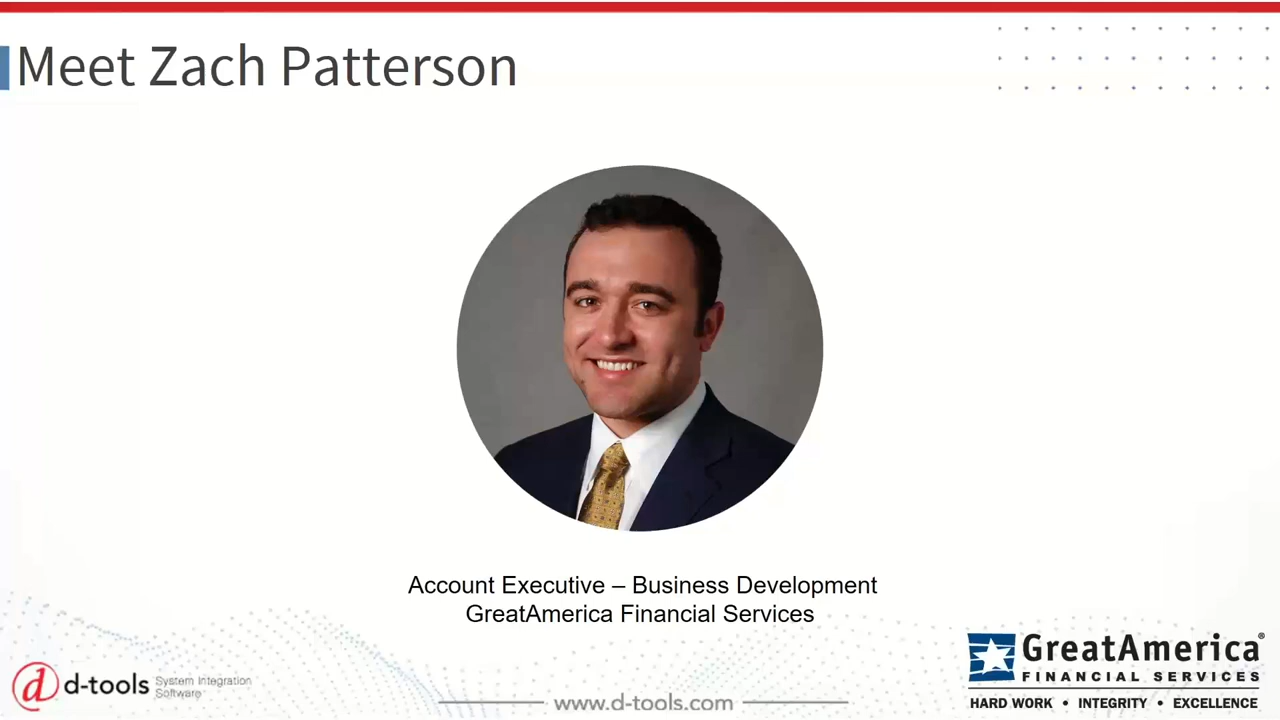 Meet Zach Patterson
Account Executive – Business Development
GreatAmerica Financial Services
d d-tools System Integration
Software
www.d-tools.com
GreatAmerica®
FINANCIAL SERVICES
HARD WORK • INTEGRITY • EXCELLENCE